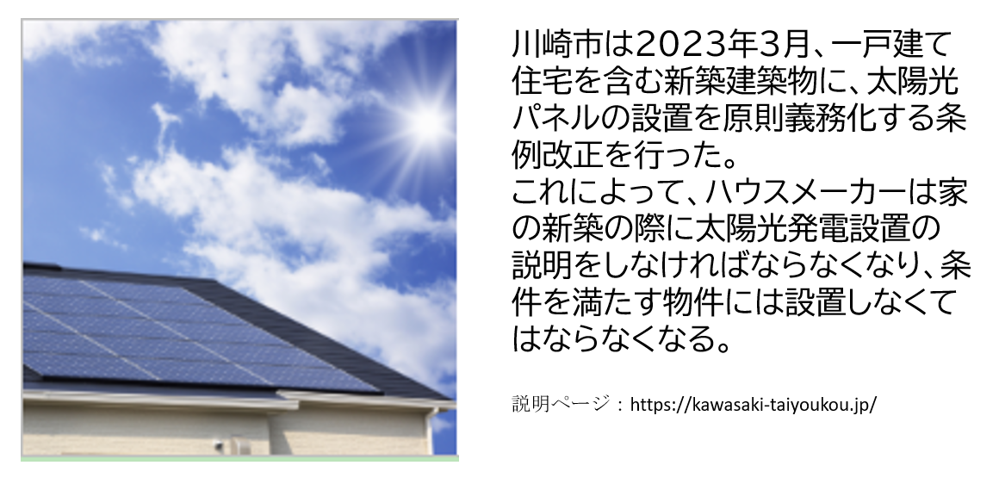 川崎市は2023年3月、一戸建て
住宅を含む新築建築物に、太陽光
パネルの設置を原則義務化する条
例改正を行った。
これによって、ハウスメーカーは家
の新築の際に太陽光発電設置の
説明をしなければならなくなり、条
件を満たす物件には設置しなくて
はならなくなる。
説明ページ：https://kawasaki-taiyoukou.jp/